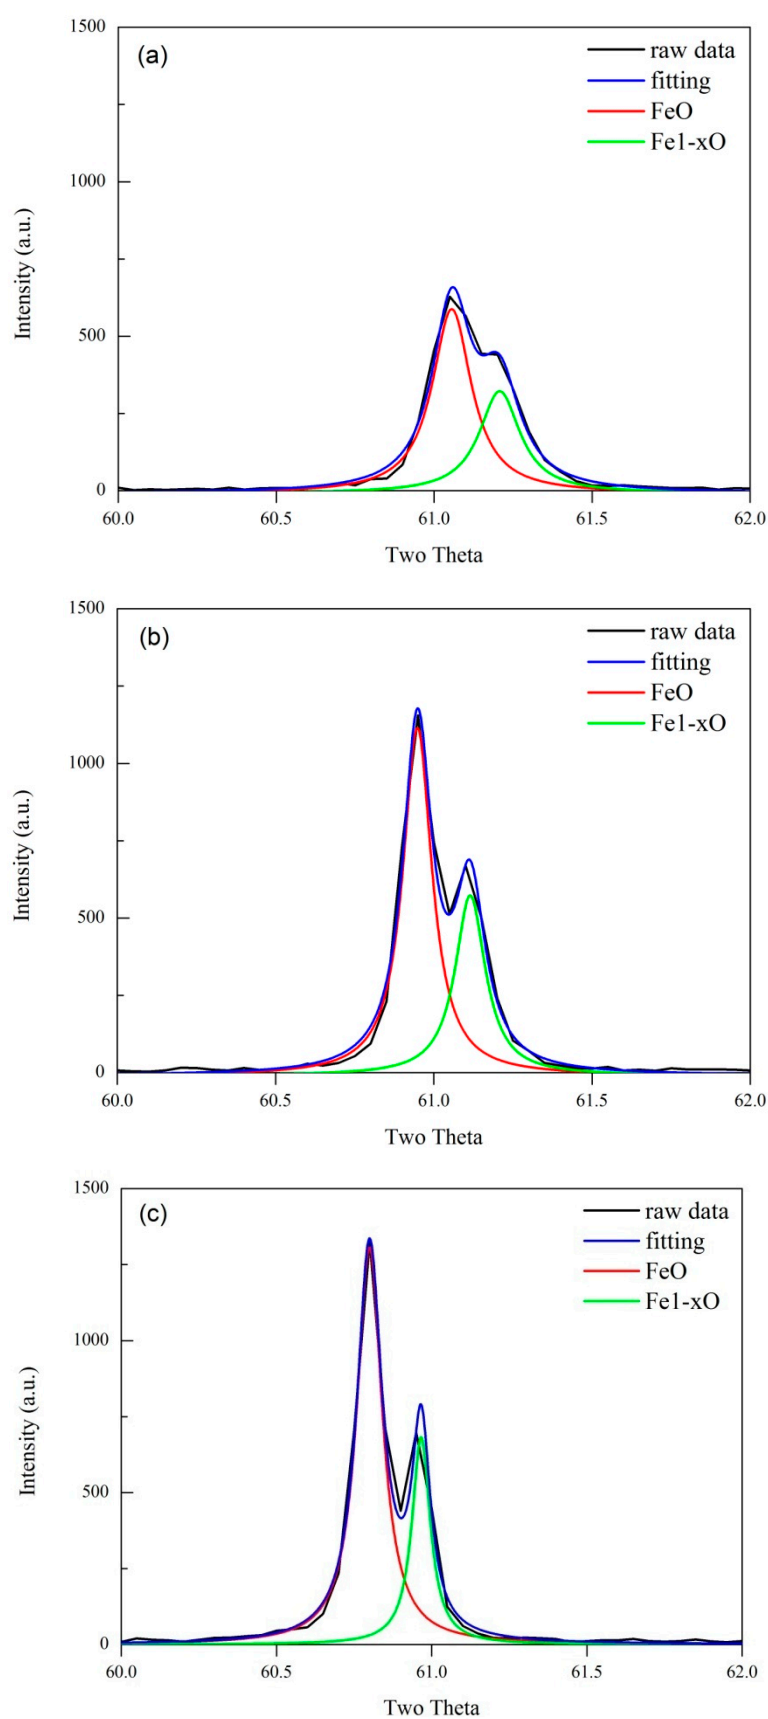 1500
(a)
raw data
fitting
FeO
Fe1-xO
1000
Intensity (a.u.)
500
0
60.0 60.5 61.0 61.5 62.0
Two Theta
1500
(b)
raw data
fitting
FeO
Fe1-xO
1000
Intensity (a.u.)
500
0
60.0 60.5 61.0 61.5 62.0
Two Theta
1500
(c)
raw data
fitting
FeO
Fe1-xO
1000
Intensity (a.u.)
500
0
60.0 60.5 61.0 61.5 62.0
Two Theta